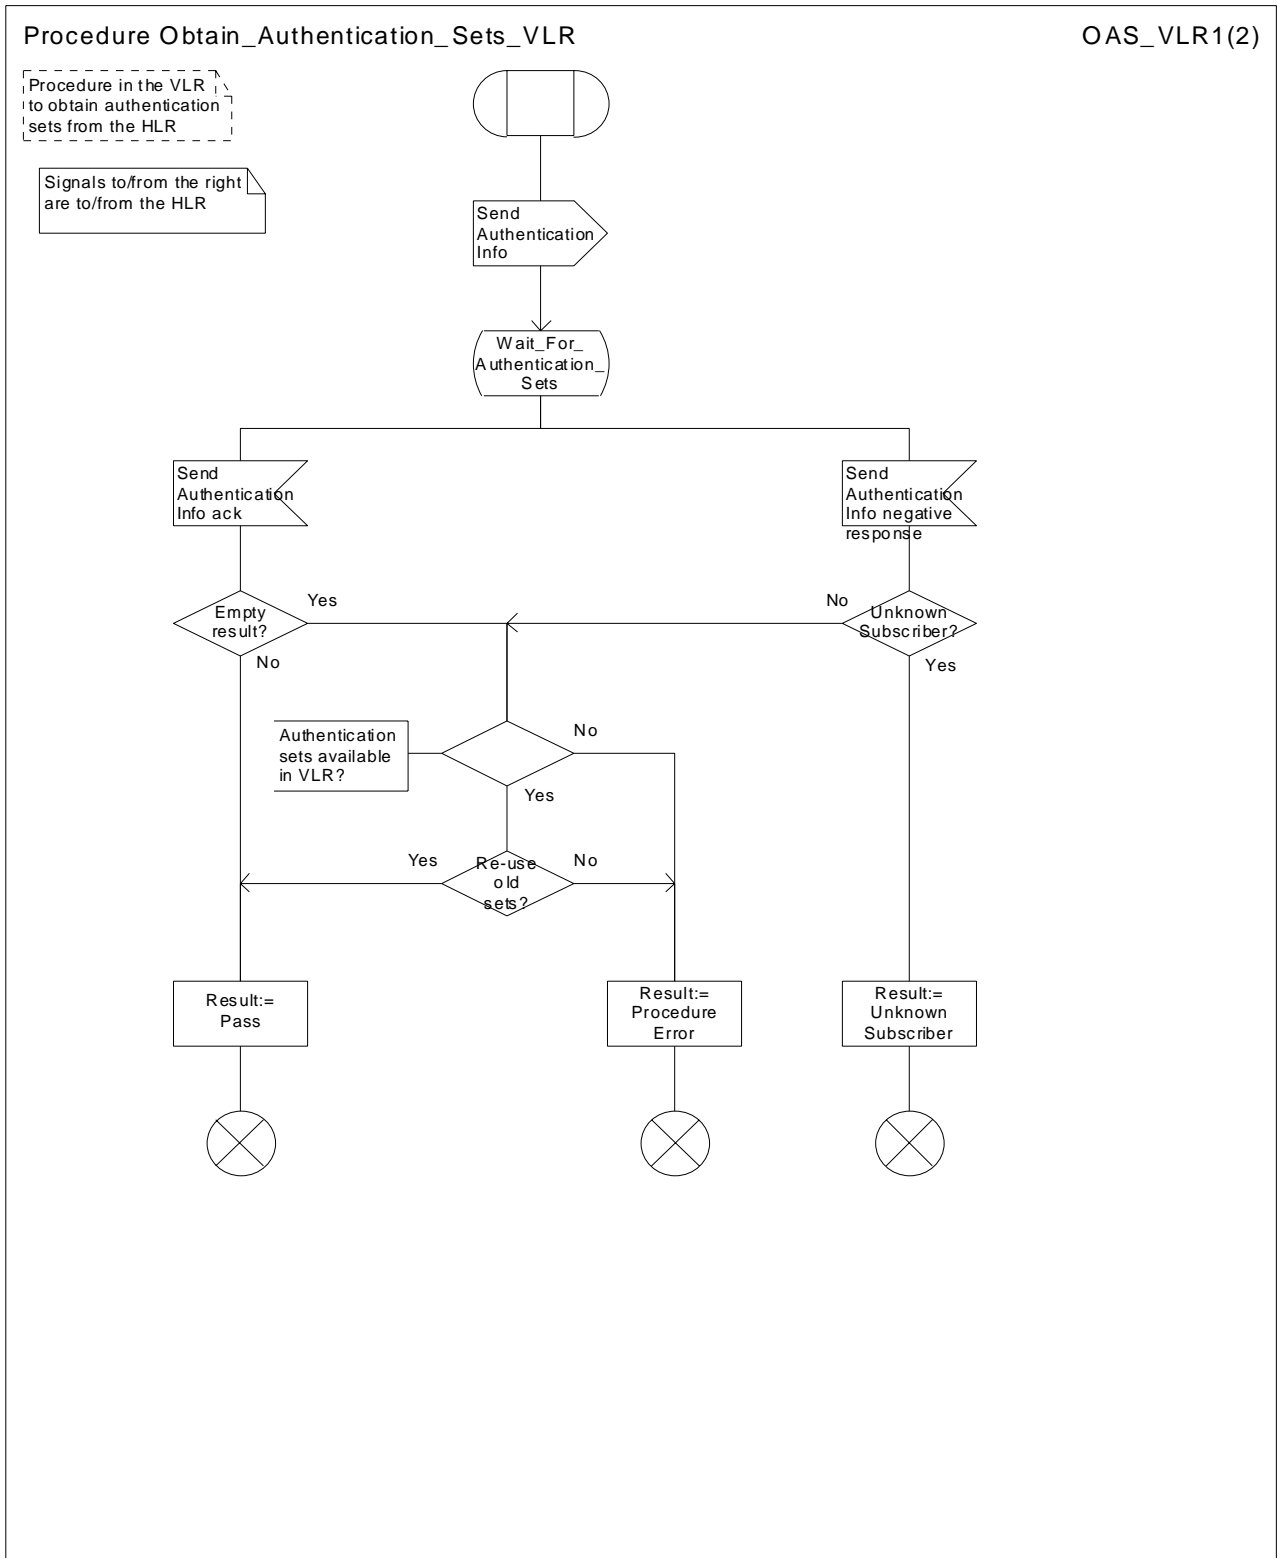 Procedure Obtain_Authentication_Sets_VLR
OAS_VLR1(2)
Procedure in the VLR
to obtain authentication
sets from the HLR
Signals to/from the right
are to/from the HLR
Send
Authentication
Info
Wait_For_
Authentication_
Sets
Send
Authentication
Info ack
Send
Authentication
Info negative
response
Empty
result?
Yes
No
No
Unknown
Subscriber?
Yes
Authentication
sets available
in VLR?
No
Yes
Yes
Re-use
old
sets?
No
Result:=
Pass
Result:=
Procedure
Error
Result:=
Unknown
Subscriber